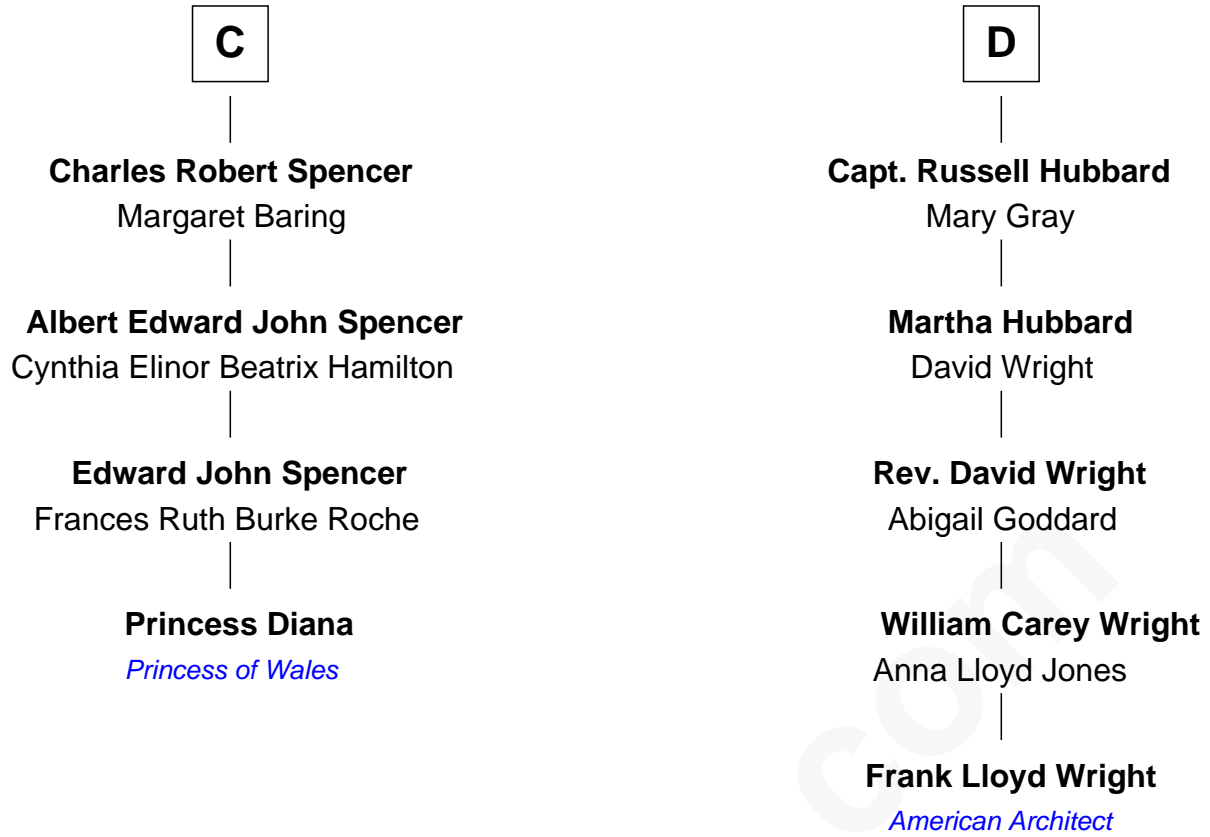 C
Charles Robert Spencer
Margaret Baring
Albert Edward John Spencer
Cynthia Elinor Beatrix Hamilton
Edward John Spencer
Frances Ruth Burke Roche
Princess Diana
Princess of Wales
D
Capt. Russell Hubbard
Mary Gray
Martha Hubbard
David Wright
Rev. David Wright
Abigail Goddard
William Carey Wright
Anna Lloyd Jones
Frank Lloyd Wright
American Architect
com